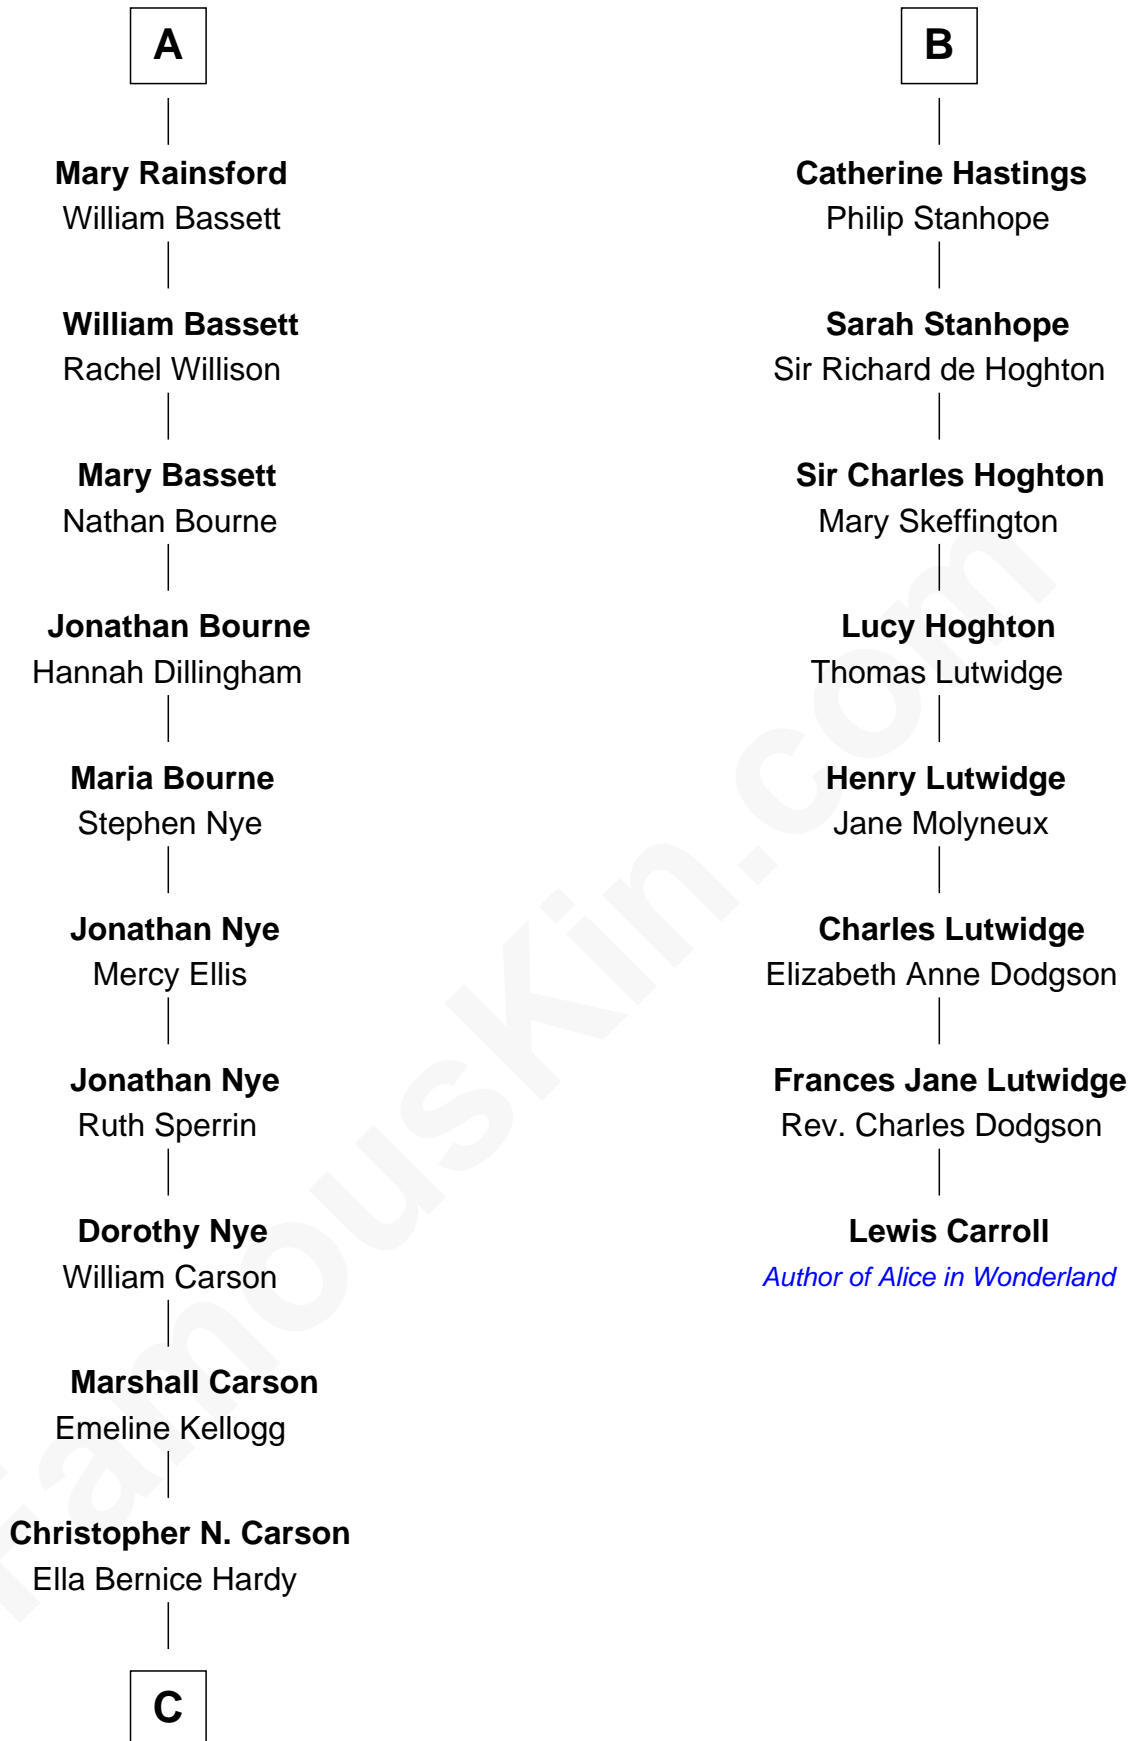 A
Mary Rainsford
William Bassett
William Bassett
Rachel Willison
Mary Bassett
Nathan Bourne
Jonathan Bourne
Hannah Dillingham
Maria Bourne
Stephen Nye
Jonathan Nye
Mercy Ellis
Jonathan Nye
Ruth Sperrin
Dorothy Nye
William Carson
Marshall Carson
Emeline Kellogg
Christopher N. Carson
Ella Bernice Hardy
C
B
Catherine Hastings
Philip Stanhope
Sarah Stanhope
Sir Richard de Hoghton
Sir Charles Hoghton
Mary Skeffington
Lucy Hoghton
Thomas Lutwidge
Henry Lutwidge
Jane Molyneux
Charles Lutwidge
Elizabeth Anne Dodgson
Frances Jane Lutwidge
Rev. Charles Dodgson
Lewis Carroll
Author of Alice in Wonderland
FamousKin.com